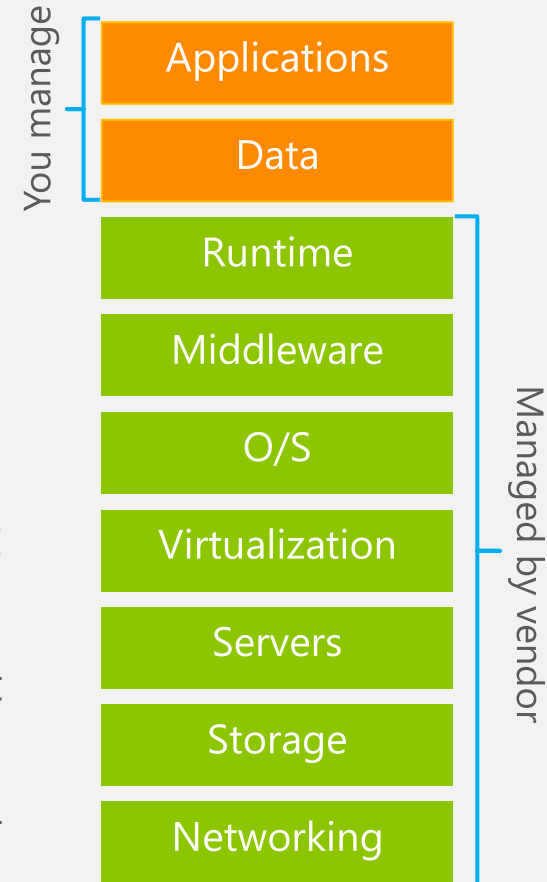 You manage
Applications
Data
Runtime
Middleware
O/S
Virtualization
Servers
Storage
Networking
Managed by vendor